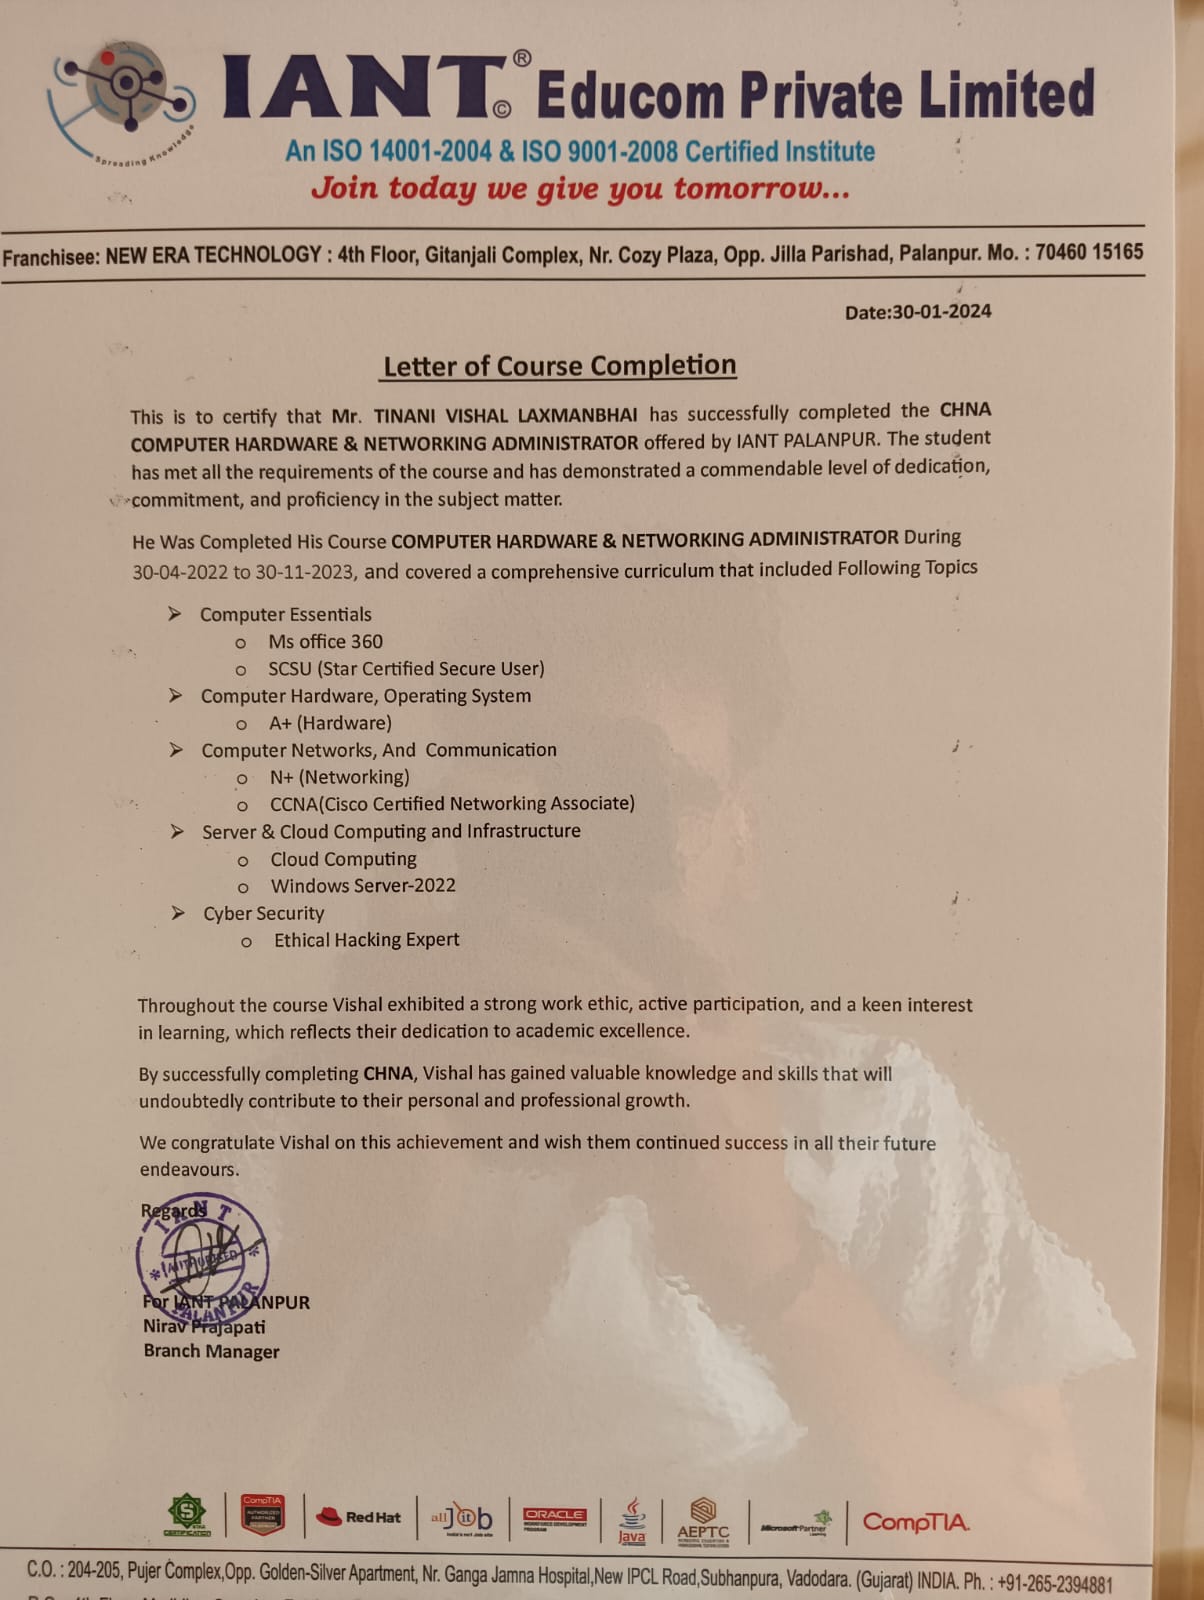 Spreading Knowledge
IANT® © Educom Private Limited
An ISO 14001-2004 & ISO 9001-2008 Certified Institute
Join today we give you tomorrow...
Franchisee: NEW ERA TECHNOLOGY : 4th Floor, Gitanjali Complex, Nr. Cozy Plaza, Opp. Jilla Parishad, Palanpur. Mo. : 70460 15165
Date:30-01-2024
Letter of Course Completion
This is to certify that Mr. TINANI VISHAL LAXMANBHAI has successfully completed the CHNA
COMPUTER HARDWARE & NETWORKING ADMINISTRATOR offered by IANT PALANPUR. The student
has met all the requirements of the course and has demonstrated a commendable level of dedication,
commitment, and proficiency in the subject matter.
He Was Completed His Course COMPUTER HARDWARE & NETWORKING ADMINISTRATOR During
30-04-2022 to 30-11-2023, and covered a comprehensive curriculum that included Following Topics
➢ Computer Essentials
o Ms office 360
o SCSU (Star Certified Secure User)
➢ Computer Hardware, Operating System
o A+ (Hardware)
➢ Computer Networks, And Communication
o N+ (Networking)
o CCNA(Cisco Certified Networking Associate)
➢ Server & Cloud Computing and Infrastructure
o Cloud Computing
o Windows Server-2022
➢ Cyber Security
o Ethical Hacking Expert
Throughout the course Vishal exhibited a strong work ethic, active participation, and a keen interest
in learning, which reflects their dedication to academic excellence.
By successfully completing CHNA, Vishal has gained valuable knowledge and skills that will
undoubtedly contribute to their personal and professional growth.
We congratulate Vishal on this achievement and wish them continued success in all their future
endeavours.
Regards
IANT
AUTHORISED
PALANPUR
For IANT PALANPUR
Nirav Prajapati
Branch Manager
CompTIA
AUTHORIZED
PARTNER
Red Hat
all it Job
India's no1 Job site
ORACLE
WORKFORCE DEVELOPMENT
PROGRAM
Java
AEPTC
Microsoft Partner
Learning
CompTIA.
C.O. : 204-205, Pujer Complex,Opp. Golden-Silver Apartment, Nr. Ganga Jamna Hospital,New IPCL Road,Subhanpura, Vadodara. (Gujarat) INDIA. Ph. : +91-265-2394881